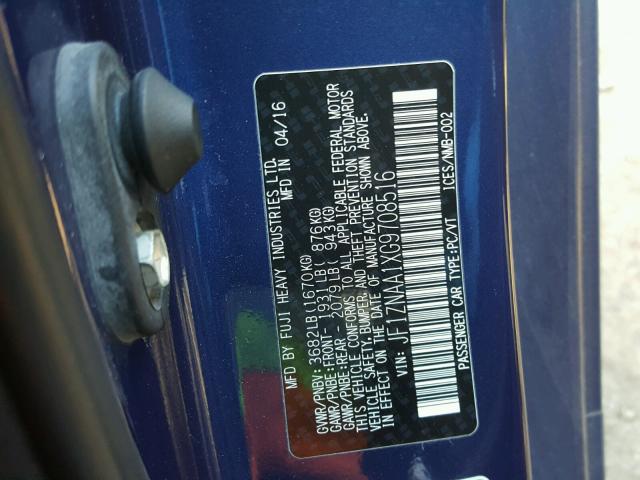 MFD BY FUJI HEAVY INDUSTRIES LTD.
MFD IN 04/16
GVWR/PNBV: 3682LB(1670KG)
GAWR/PNBE:FRONT- 1931LB( 876KG)
GAWR/PNBE:REAR - 2079LB( 943KG)
THIS VEHICLE CONFORMS TO ALL APPLICABLE FEDERAL MOTOR
VEHICLE SAFETY, BUMPER, AND THEFT PREVENTION STANDARDS
IN EFFECT ON THE DATE OF MANUFACTURE SHOWN ABOVE.
VIN: JF1ZNAA1XG9708516
PASSENGER CAR TYPE:PC/VT ICES/NMB-002